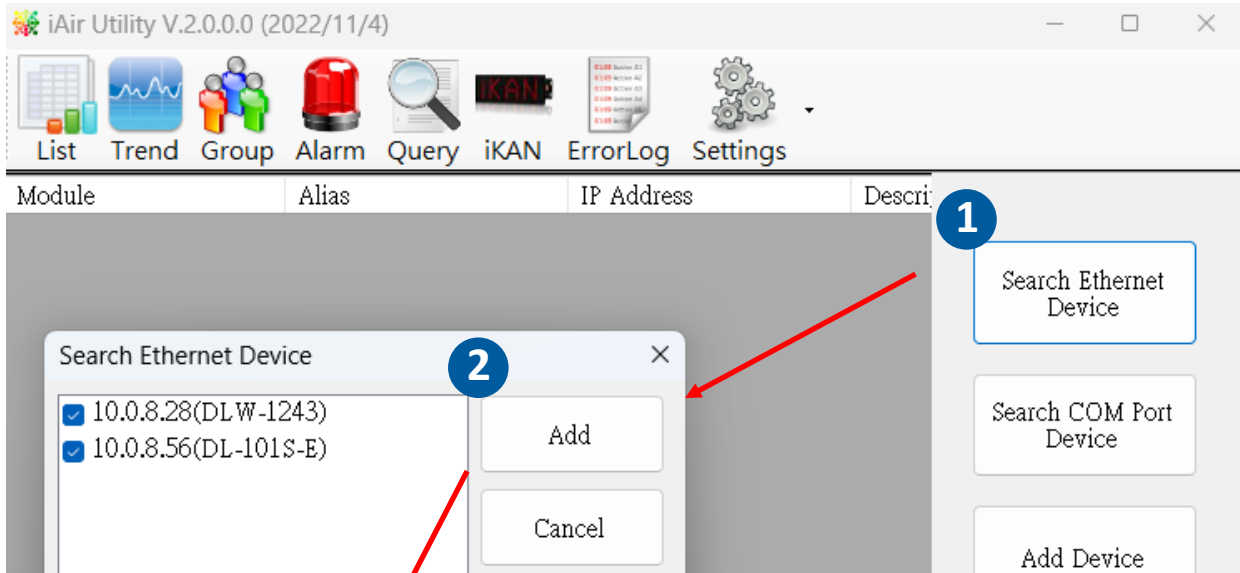 iAir Utility V.2.0.0.0 (2022/11/4)
iKAN
List Trend Group Alarm Query iKAN ErrorLog Settings
Module Alias IP Address Descri
1
Search Ethernet
Device
Search Ethernet Device
2
10.0.8.28(DLW-1243)
10.0.8.56(DL-101S-E)
Add
Cancel
Search COM Port
Device
Add Device